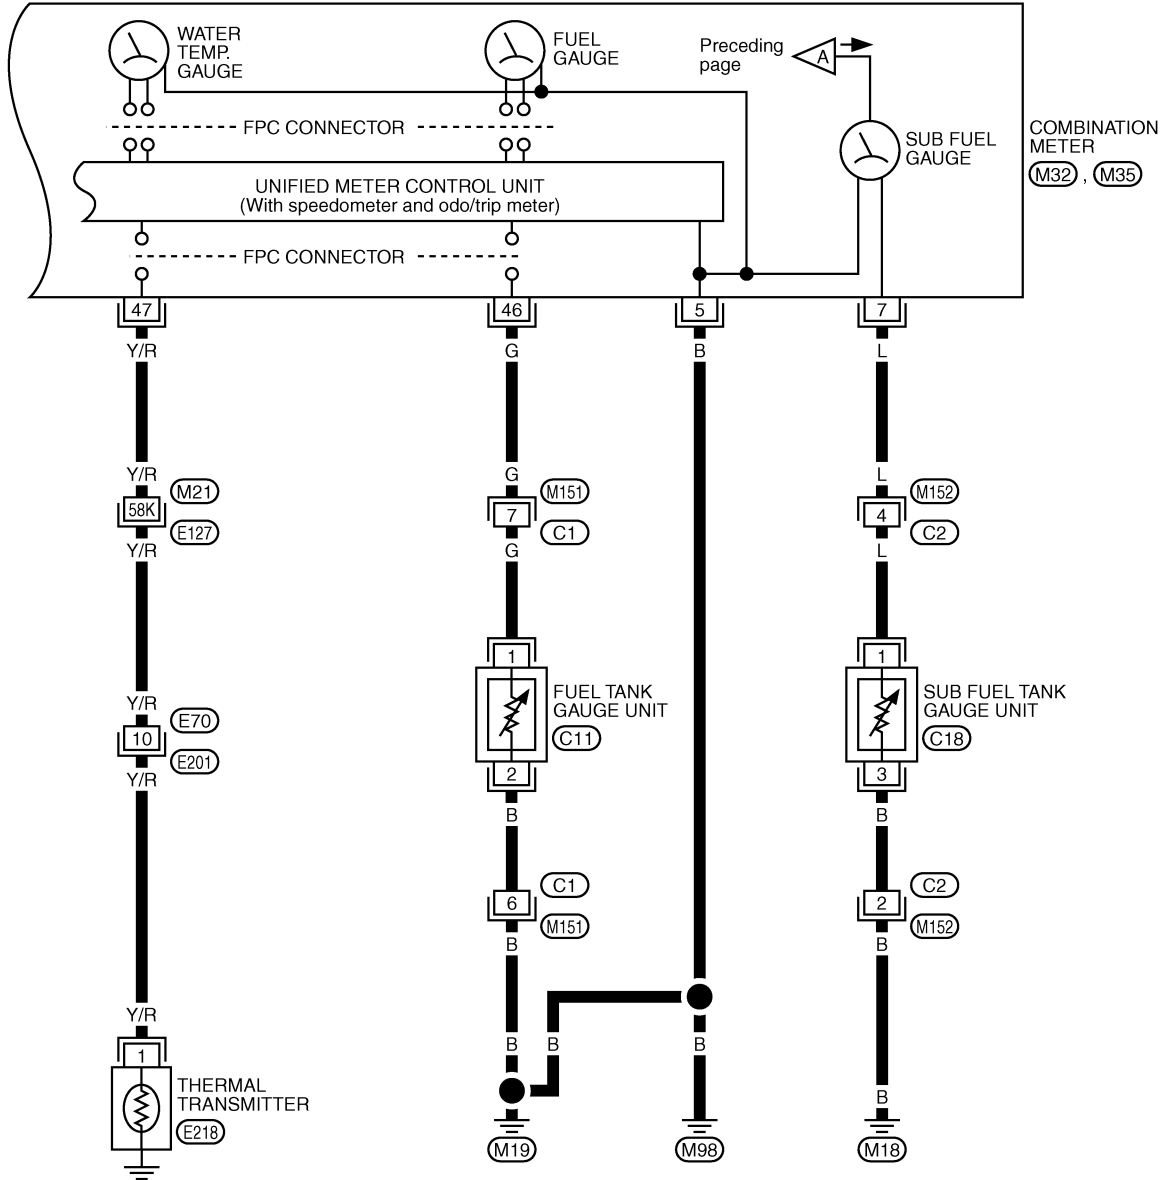 WATER
TEMP.
GAUGE
FUEL
GAUGE
Preceding
page
A
SUB FUEL
GAUGE
COMBINATION
METER
M32 , M35
FPC CONNECTOR
UNIFIED METER CONTROL UNIT
(With speedometer and odo/trip meter)
FPC CONNECTOR
47
46
5
7
Y/R
G
B
L
Y/R
G
L
M21
58K
E127
M151
7
C1
M152
4
C2
Y/R
G
L
1
FUEL TANK
GAUGE UNIT
C11
2
1
SUB FUEL TANK
GAUGE UNIT
C18
3
Y/R
E70
10
E201
Y/R
B
B
C1
6
M151
C2
2
M152
B
B
Y/R
B
B
B
B
1
THERMAL
TRANSMITTER
E218
M19
M98
M18